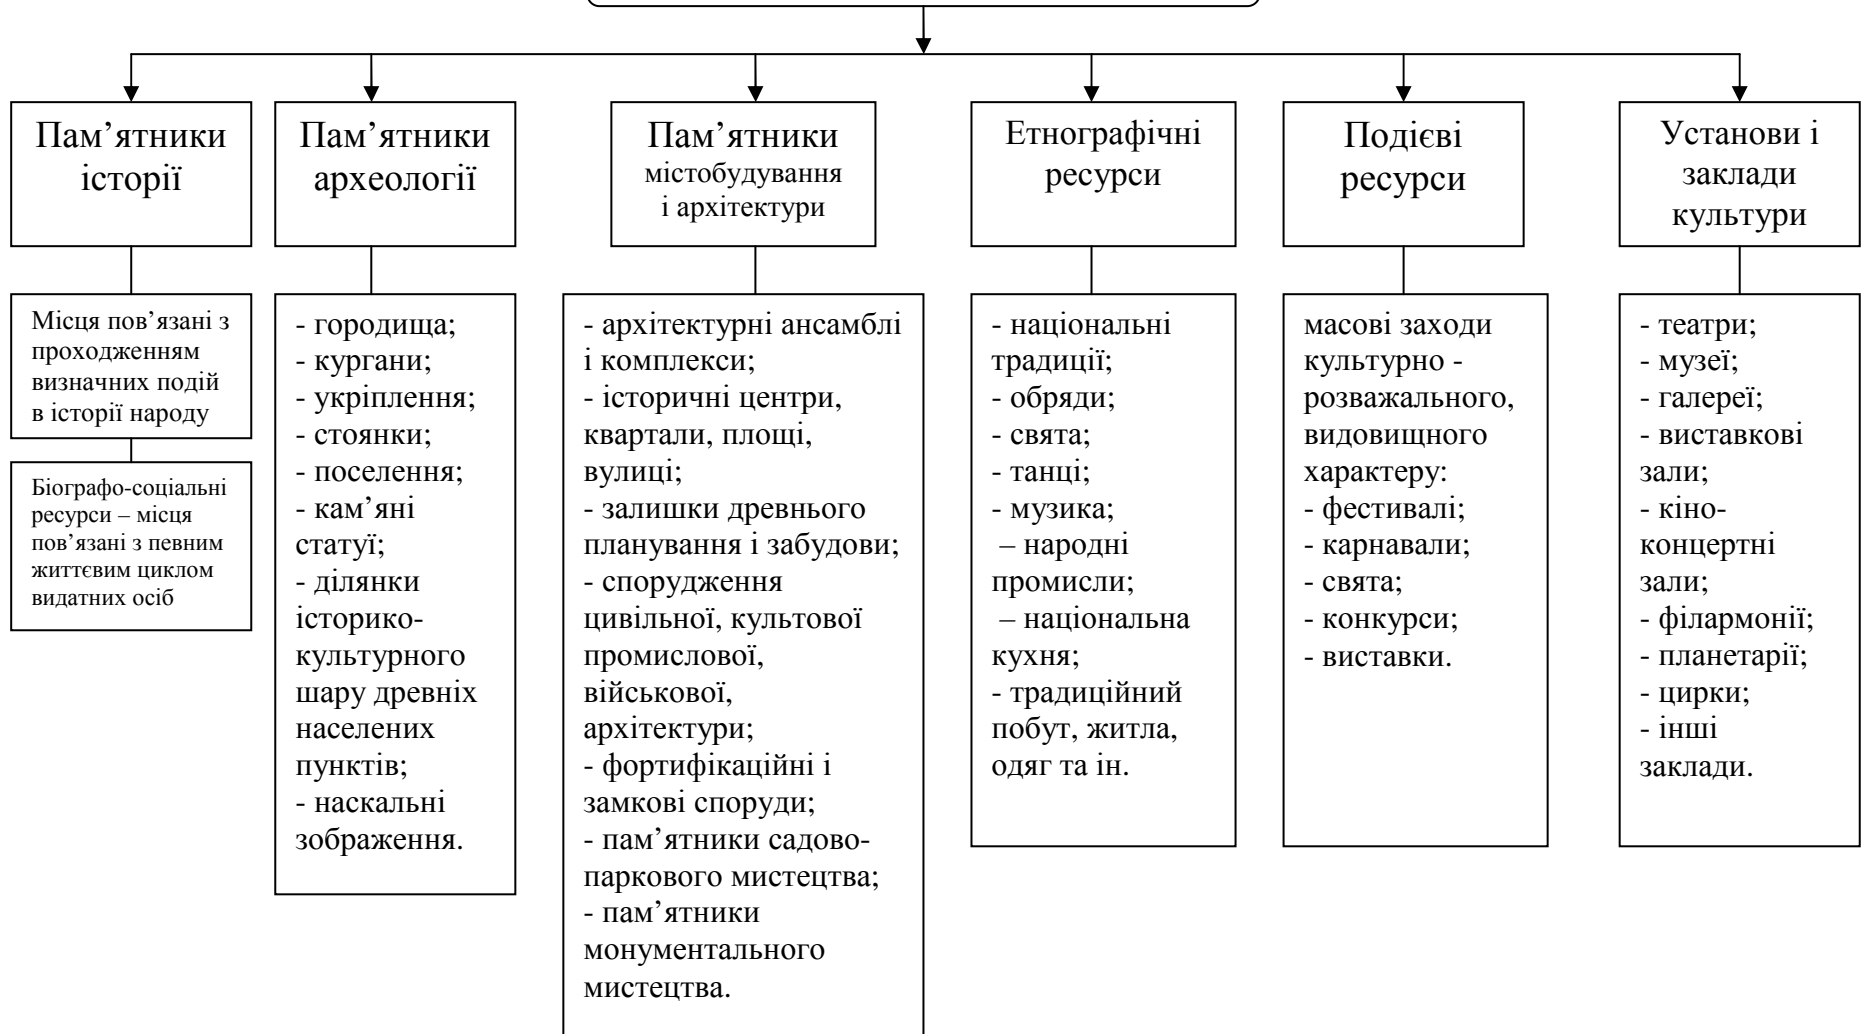 Пам’ятники
історії
Місця пов’язані з
проходженням
визначних подій
в історії народу
Біографо-соціальні
ресурси – місця
пов’язані з певним
життєвим циклом
видатних осіб
Пам’ятники
археології
- городища;
- кургани;
- укріплення;
- стоянки;
- поселення;
- кам’яні
статуї;
- ділянки
історико-
культурного
шару древніх
населених
пунктів;
- наскальні
зображення.
Пам’ятники
містобудування
і архітектури
- архітектурні ансамблі
і комплекси;
- історичні центри,
квартали, площі,
вулиці;
- залишки древнього
планування і забудови;
- спорудження
цивільної, культової
промислової,
військової,
архітектури;
- фортифікаційні і
замкові споруди;
- пам’ятники садово-
паркового мистецтва;
- пам’ятники
монументального
мистецтва.
Етнографічні
ресурси
- національні
традиції;
- обряди;
- свята;
- танці;
- музика;
– народні
промисли;
– національна
кухня;
- традиційний
побут, житла,
одяг та ін.
Подієві
ресурси
масові заходи
культурно -
розважального,
видовищного
характеру:
- фестивалі;
- карнавали;
- свята;
- конкурси;
- виставки.
Установи і
заклади
культури
- театри;
- музеї;
- галереї;
- виставкові
зали;
- кіно-
концертні
зали;
- філармонії;
- планетарії;
- цирки;
- інші
заклади.